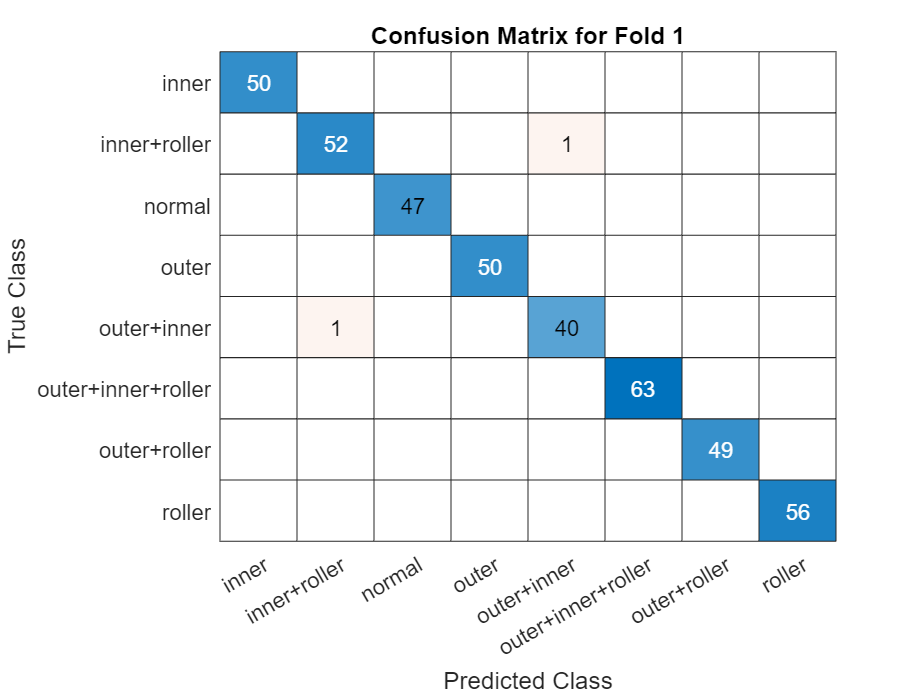 Confusion Matrix for Fold 1
True Class
inner 50
inner+roller 52 1
normal 47
outer 50
outer+inner 1 40
outer+inner+roller 63
outer+roller 49
roller 56
inner inner+roller normal outer outer+inner outer+inner+roller outer+roller roller
Predicted Class